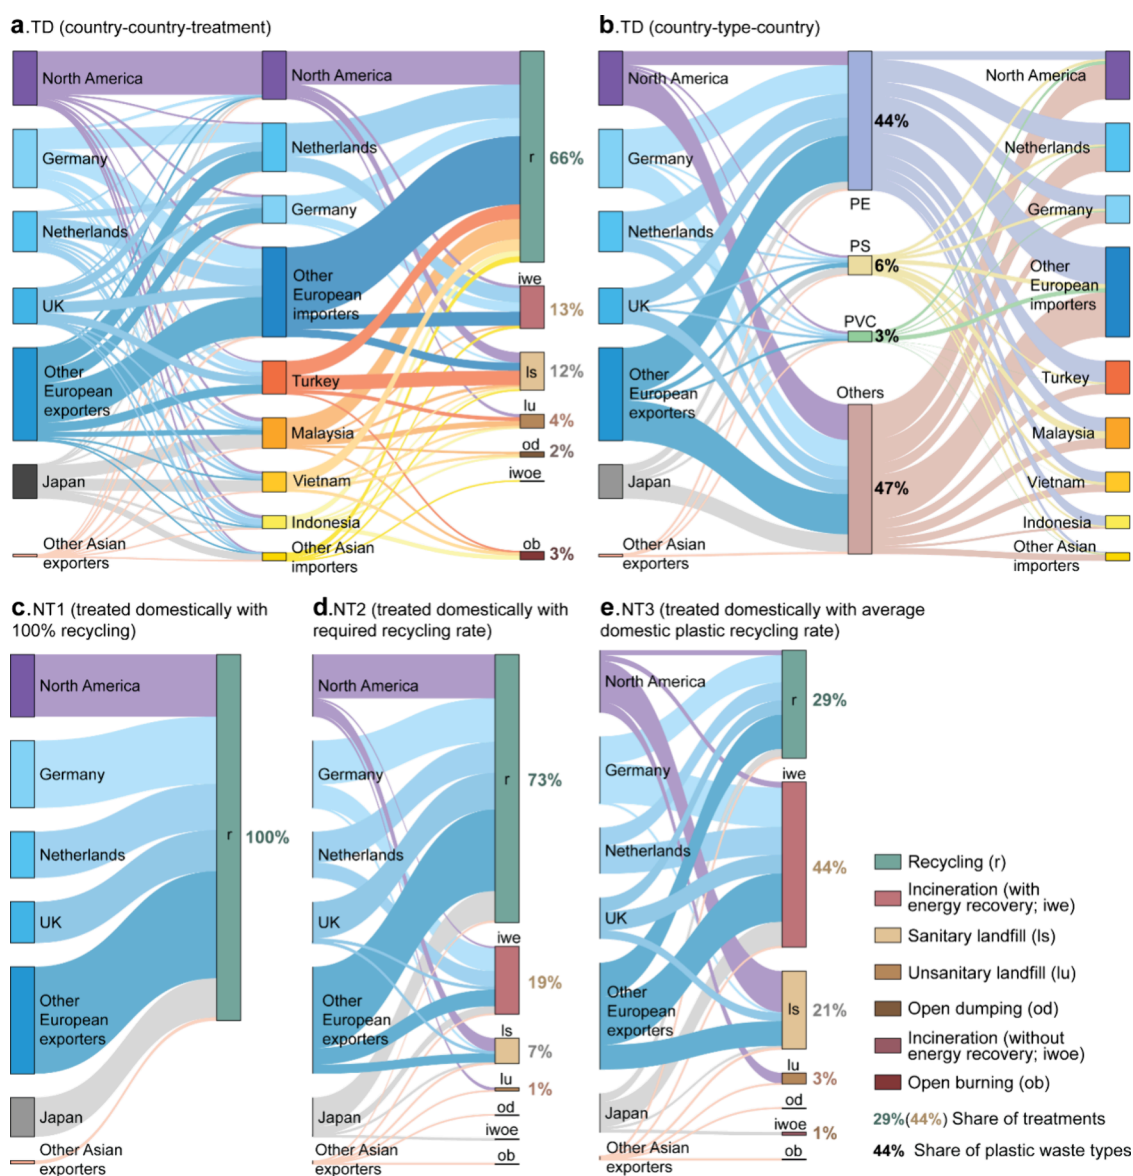 a.TD (country-country-treatment)
North America
Germany
Netherlands
UK
Other
European
exporters
Japan
Other Asian
exporters
North America
Netherlands
Germany
Other
European
importers
Turkey
Malaysia
Vietnam
Indonesia
Other Asian
importers
r
66%
iwe
13%
ls
12%
lu
4%
od
2%
iwoe
ob
3%
b.TD (country-type-country)
North America
Germany
Netherlands
UK
Other
European
exporters
Japan
Other Asian
exporters
44%
PE
PS
6%
PVC
3%
Others
47%
North America
Netherlands
Germany
Other
European
importers
Turkey
Malaysia
Vietnam
Indonesia
Other Asian
importers
c.NT1 (treated domestically with
100% recycling)
North America
Germany
Netherlands
UK
Other
European
exporters
Japan
Other Asian
exporters
r
100%
d.NT2 (treated domestically with
required recycling rate)
North America
Germany
Netherlands
UK
Other
European
exporters
Japan
Other Asian
exporters
r
73%
iwe
19%
ls
7%
lu
1%
od
iwoe
ob
e.NT3 (treated domestically with average
domestic plastic recycling rate)
North America
Germany
Netherlands
UK
Other
European
exporters
Japan
Other Asian
exporters
r
29%
iwe
44%
ls
21%
lu
3%
od
iwoe
1%
ob
Recycling (r)
Incineration (with
energy recovery; iwe)
Sanitary landfill (ls)
Unsanitary landfill (lu)
Open dumping (od)
Incineration (without
energy recovery; iwoe)
Open burning (ob)
29%(44%) Share of treatments
44% Share of plastic waste types